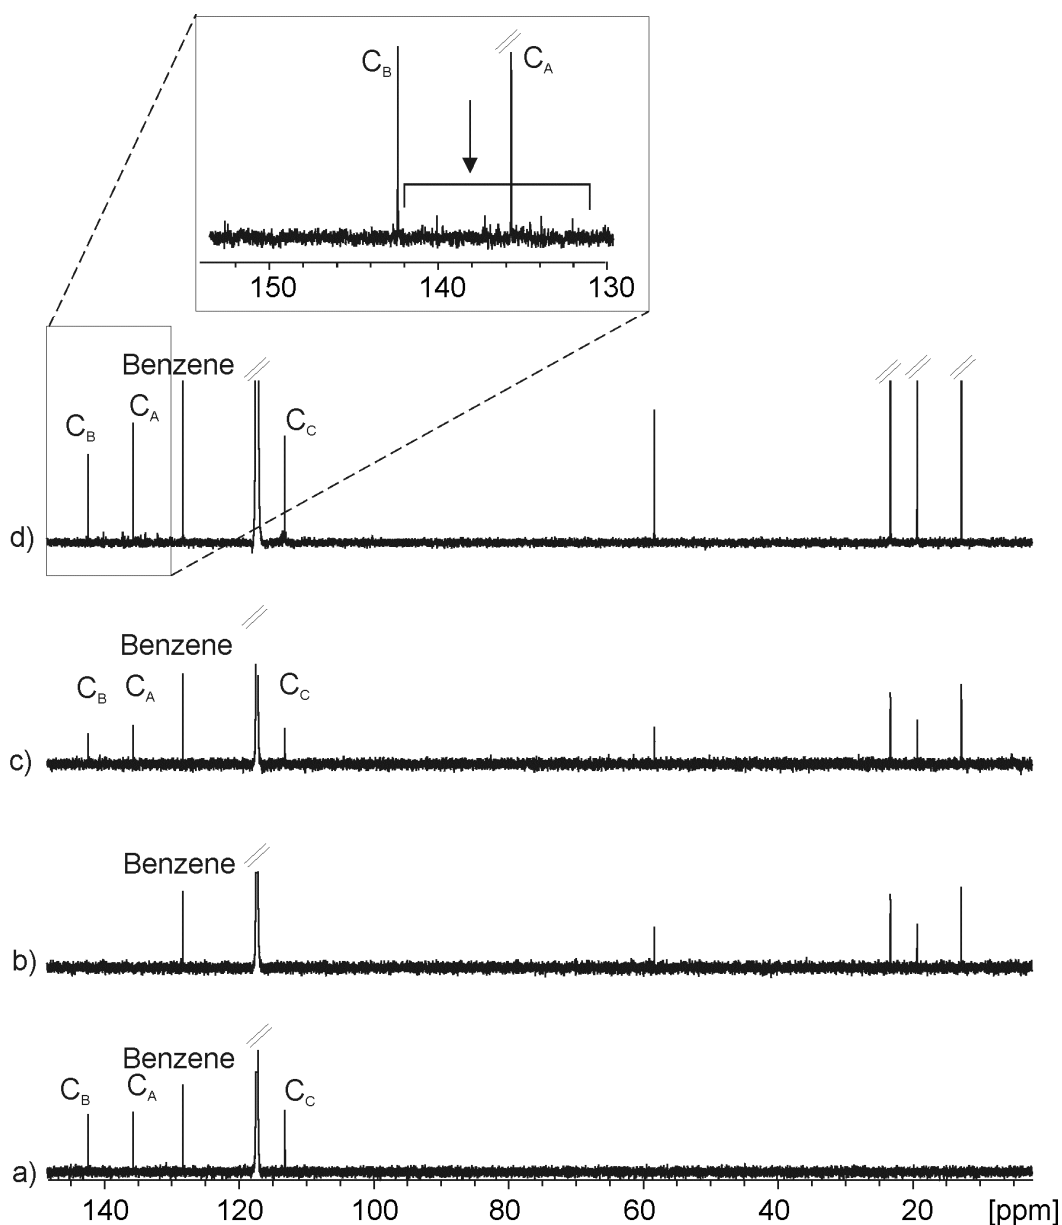 C_B C_A
150 140 130
Benzene
C_B C_A C_C
d)
Benzene
C_B C_A C_C
c)
Benzene
b)
Benzene
C_B C_A C_C
a)
140 120 100 80 60 40 20 [ppm]